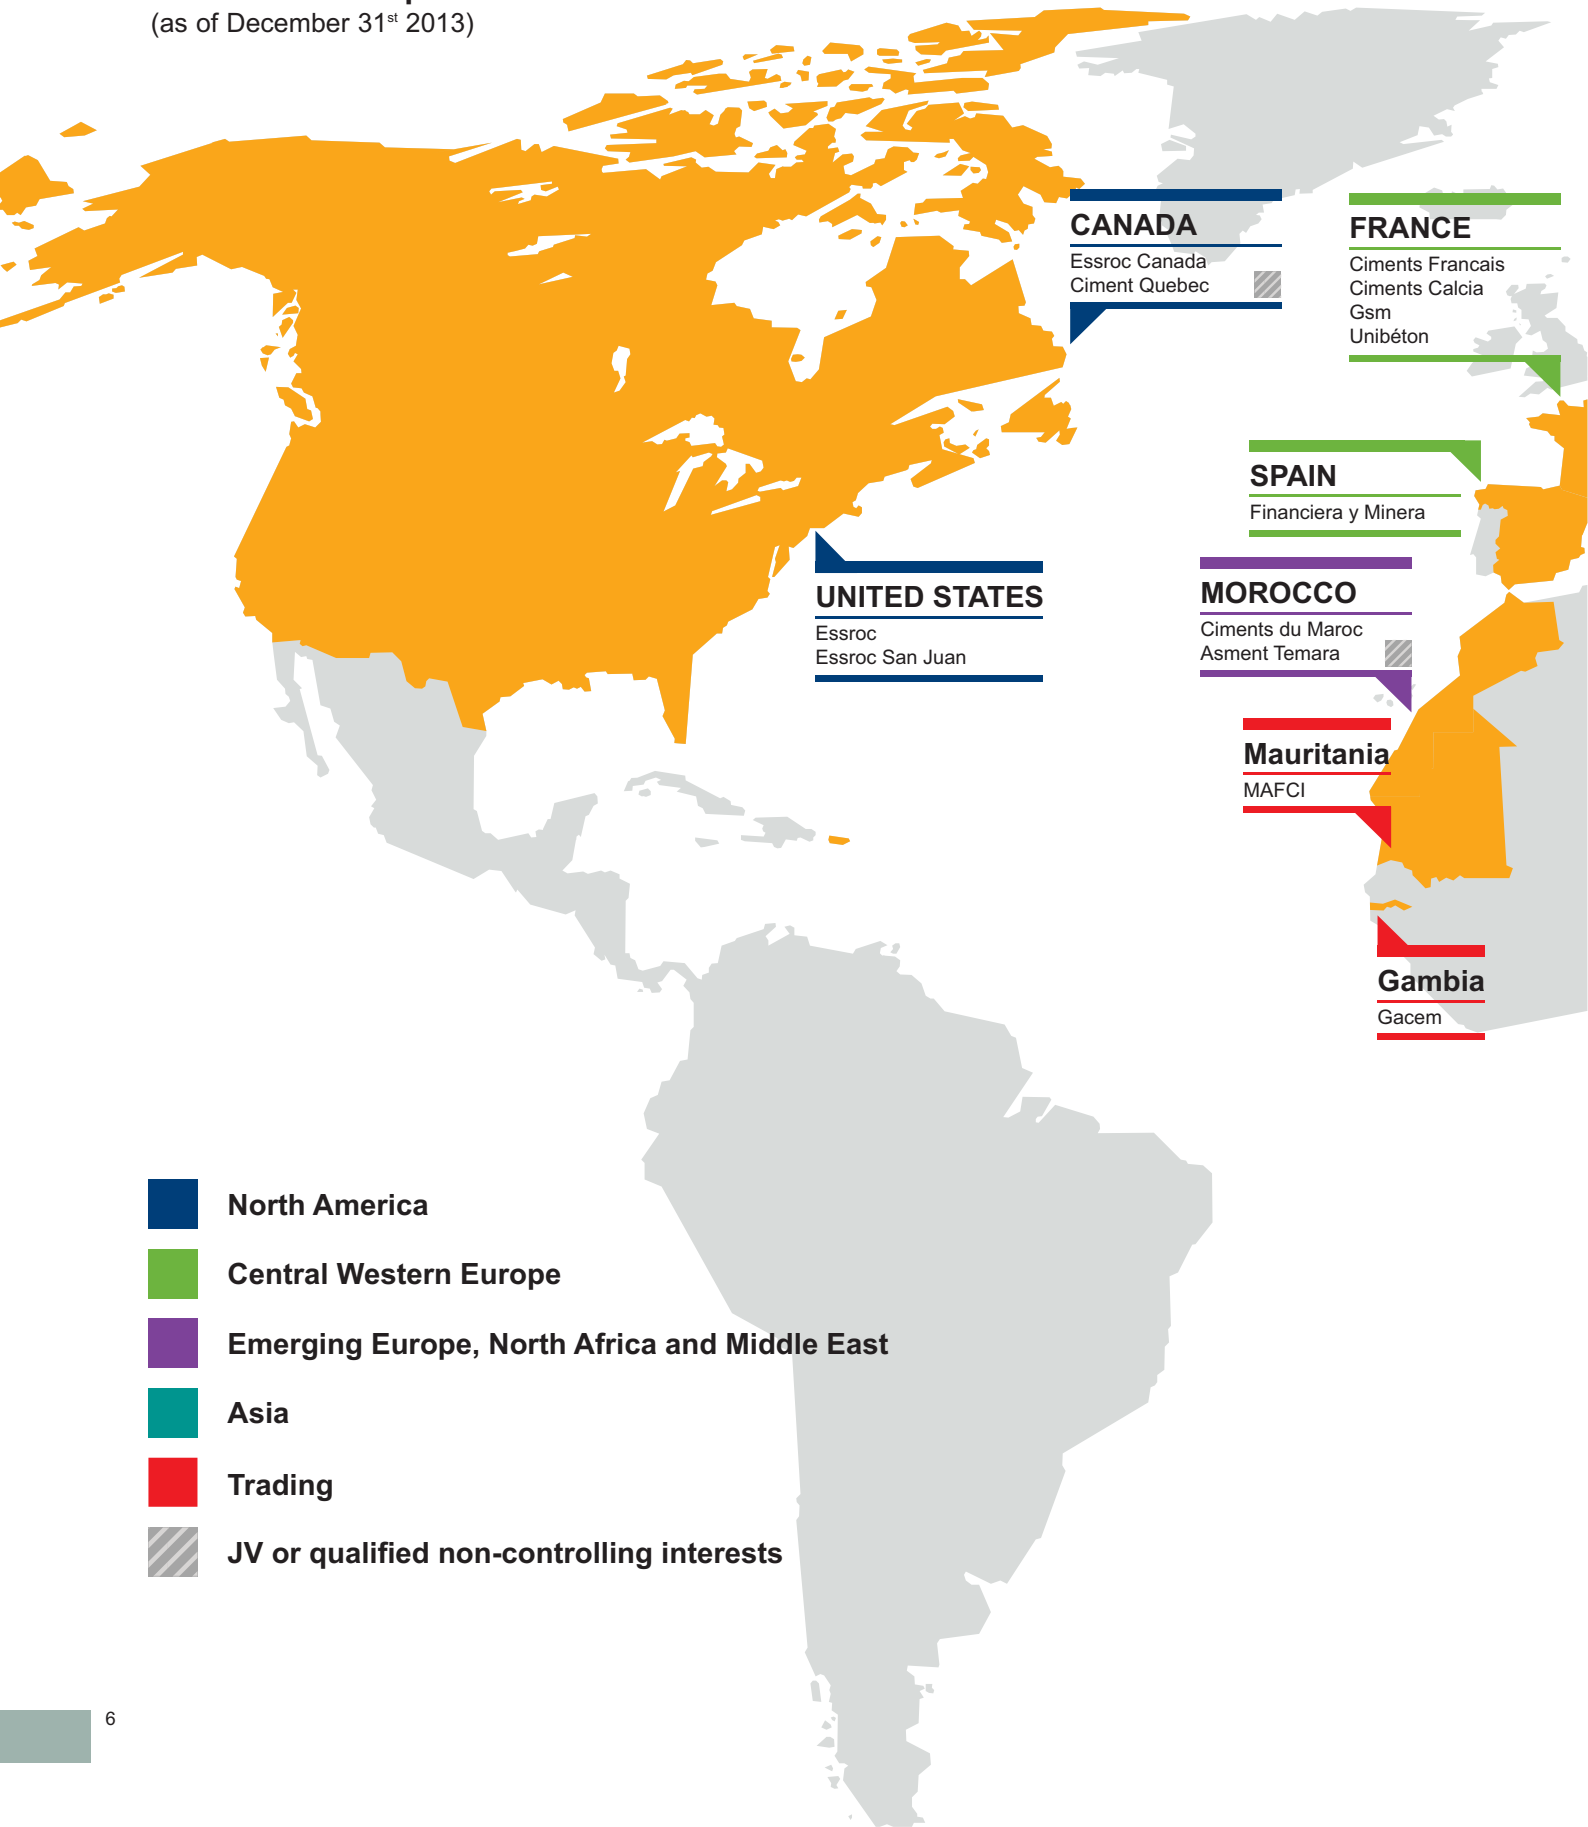 (as of December 31st 2013)
CANADA
Essroc Canada
Ciment Quebec
FRANCE
Ciments Francais
Ciments Calcia
Gsm
Unibéton
SPAIN
Financiera y Minera
UNITED STATES
Essroc
Essroc San Juan
MOROCCO
Ciments du Maroc
Asment Temara
Mauritania
MAFCI
Gambia
Gacem
North America
Central Western Europe
Emerging Europe, North Africa and Middle East
Asia
Trading
JV or qualified non-controlling interests
6